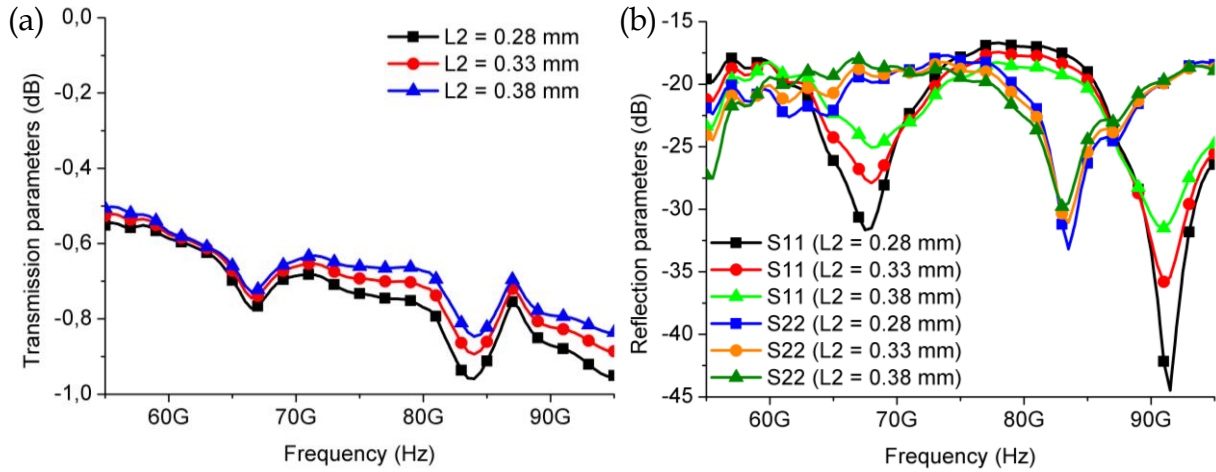 (a)
0,0
-0,2
-0,4
-0,6
-0,8
-1,0
Transmission parameters (dB)
L2 = 0.28 mm
L2 = 0.33 mm
L2 = 0.38 mm
60G
70G
80G
90G
Frequency (Hz)
(b)
-15
-20
-25
-30
-35
-40
-45
Reflection parameters (dB)
S11 (L2 = 0.28 mm)
S11 (L2 = 0.33 mm)
S11 (L2 = 0.38 mm)
S22 (L2 = 0.28 mm)
S22 (L2 = 0.33 mm)
S22 (L2 = 0.38 mm)
60G
70G
80G
90G
Frequency (Hz)